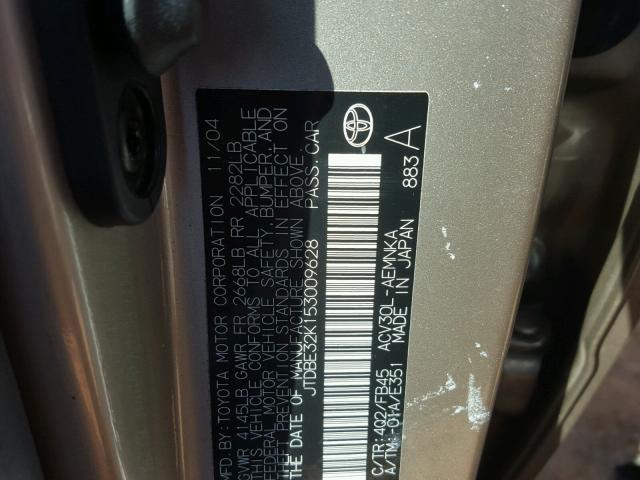 MFD BY:TOYOTA MOTOR CORPORATION 11/04
GVWR 4145LB GAWR FR 2668LB RR 2282LB
THIS VEHICLE CONFORMS TO ALL APPLICABLE
FEDERAL MOTOR VEHICLE SAFETY, BUMPER AND
THEFT PREVENTION STANDARDS IN EFFECT ON
THE DATE OF MANUFACTURE SHOWN ABOVE.
JTDBE32K153009628 PASS.CAR
C/TR:4Q2/FB45 ACV30L-AEMNKA
A/TM:-01A/E351 MADE IN JAPAN
883 A